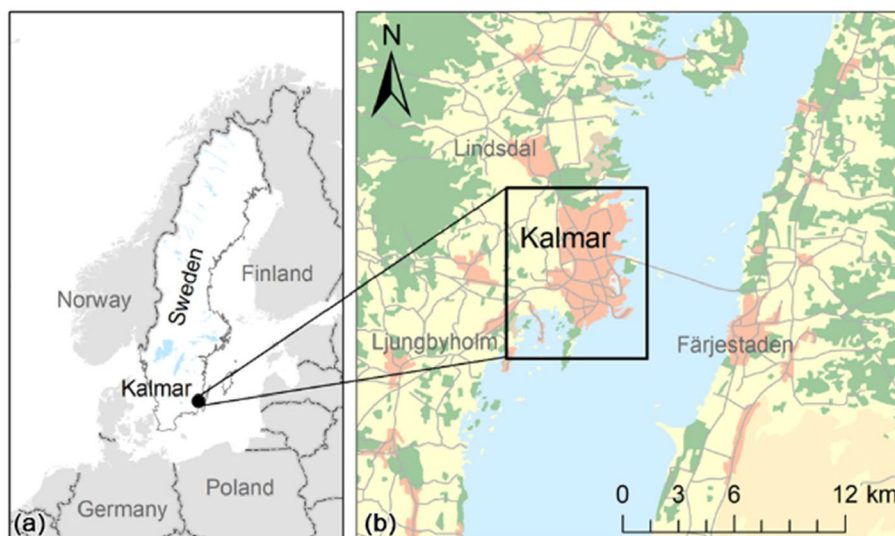 Norway
Sweden
Finland
Kalmar
Germany
Poland
(a)
N
Lindsdal
Kalmar
Ljungbyholm
Färjestaden
0 3 6 12 km
(b)